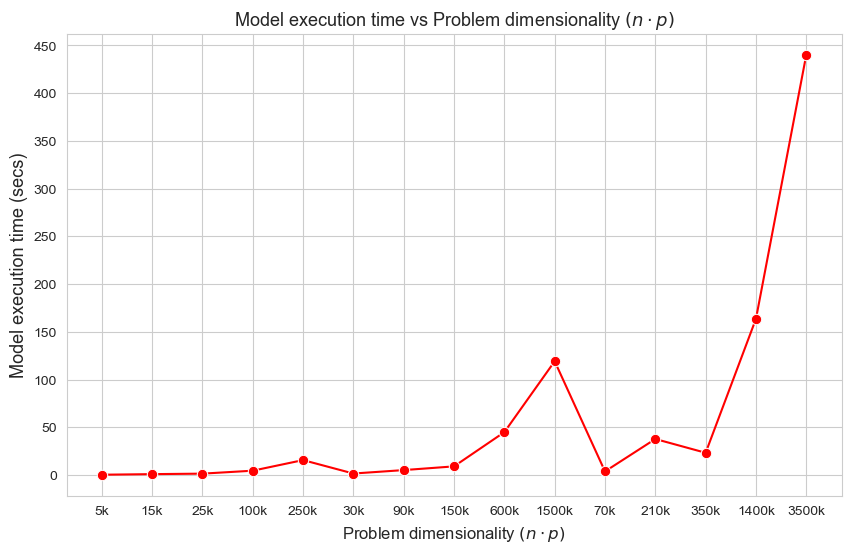 Model execution time vs Problem dimensionality (n · p)
Model execution time (secs)
450
400
350
300
250
200
150
100
50
0
5k 15k 25k 100k 250k 30k 90k 150k 600k 1500k 70k 210k 350k 1400k 3500k
Problem dimensionality (n · p)